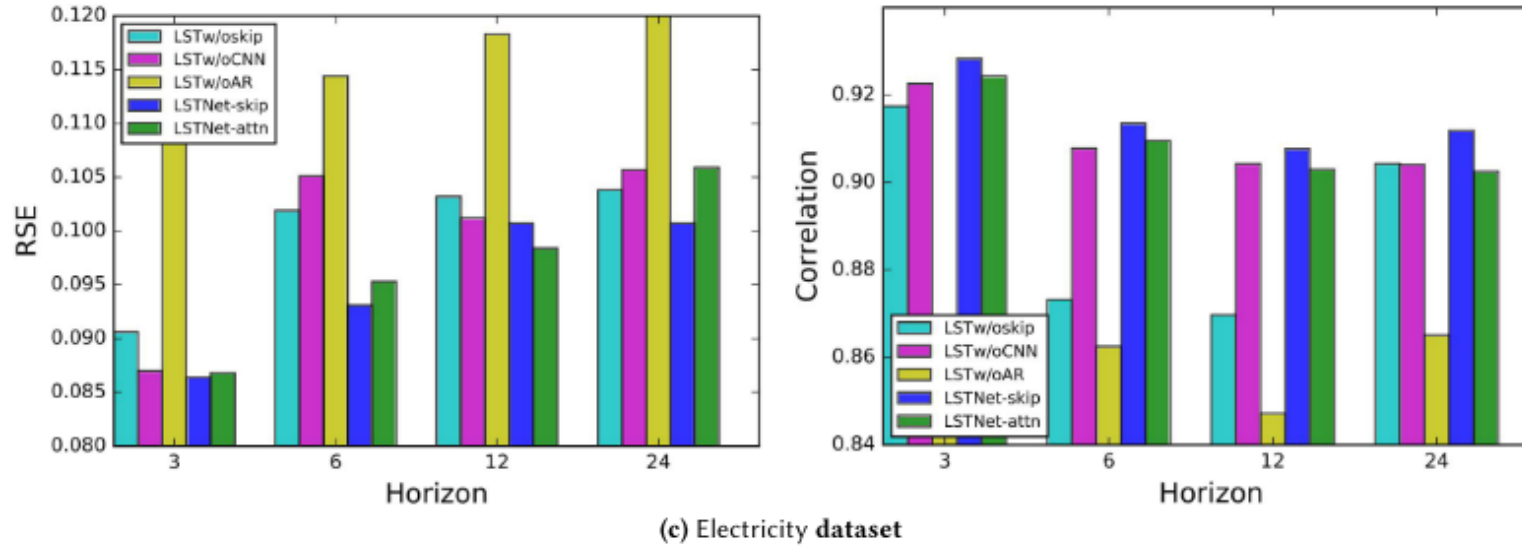 0.120
0.115
0.110
0.105
0.100
0.095
0.090
0.085
0.080
RSE
LSTw/oskip
LSTw/oCNN
LSTw/oAR
LSTNet-skip
LSTNet-attn
3 6 12 24
Horizon
0.92
0.90
0.88
0.86
0.84
Correlation
LSTw/oskip
LSTw/oCNN
LSTw/oAR
LSTNet-skip
LSTNet-attn
3 6 12 24
Horizon
(c) Electricity dataset